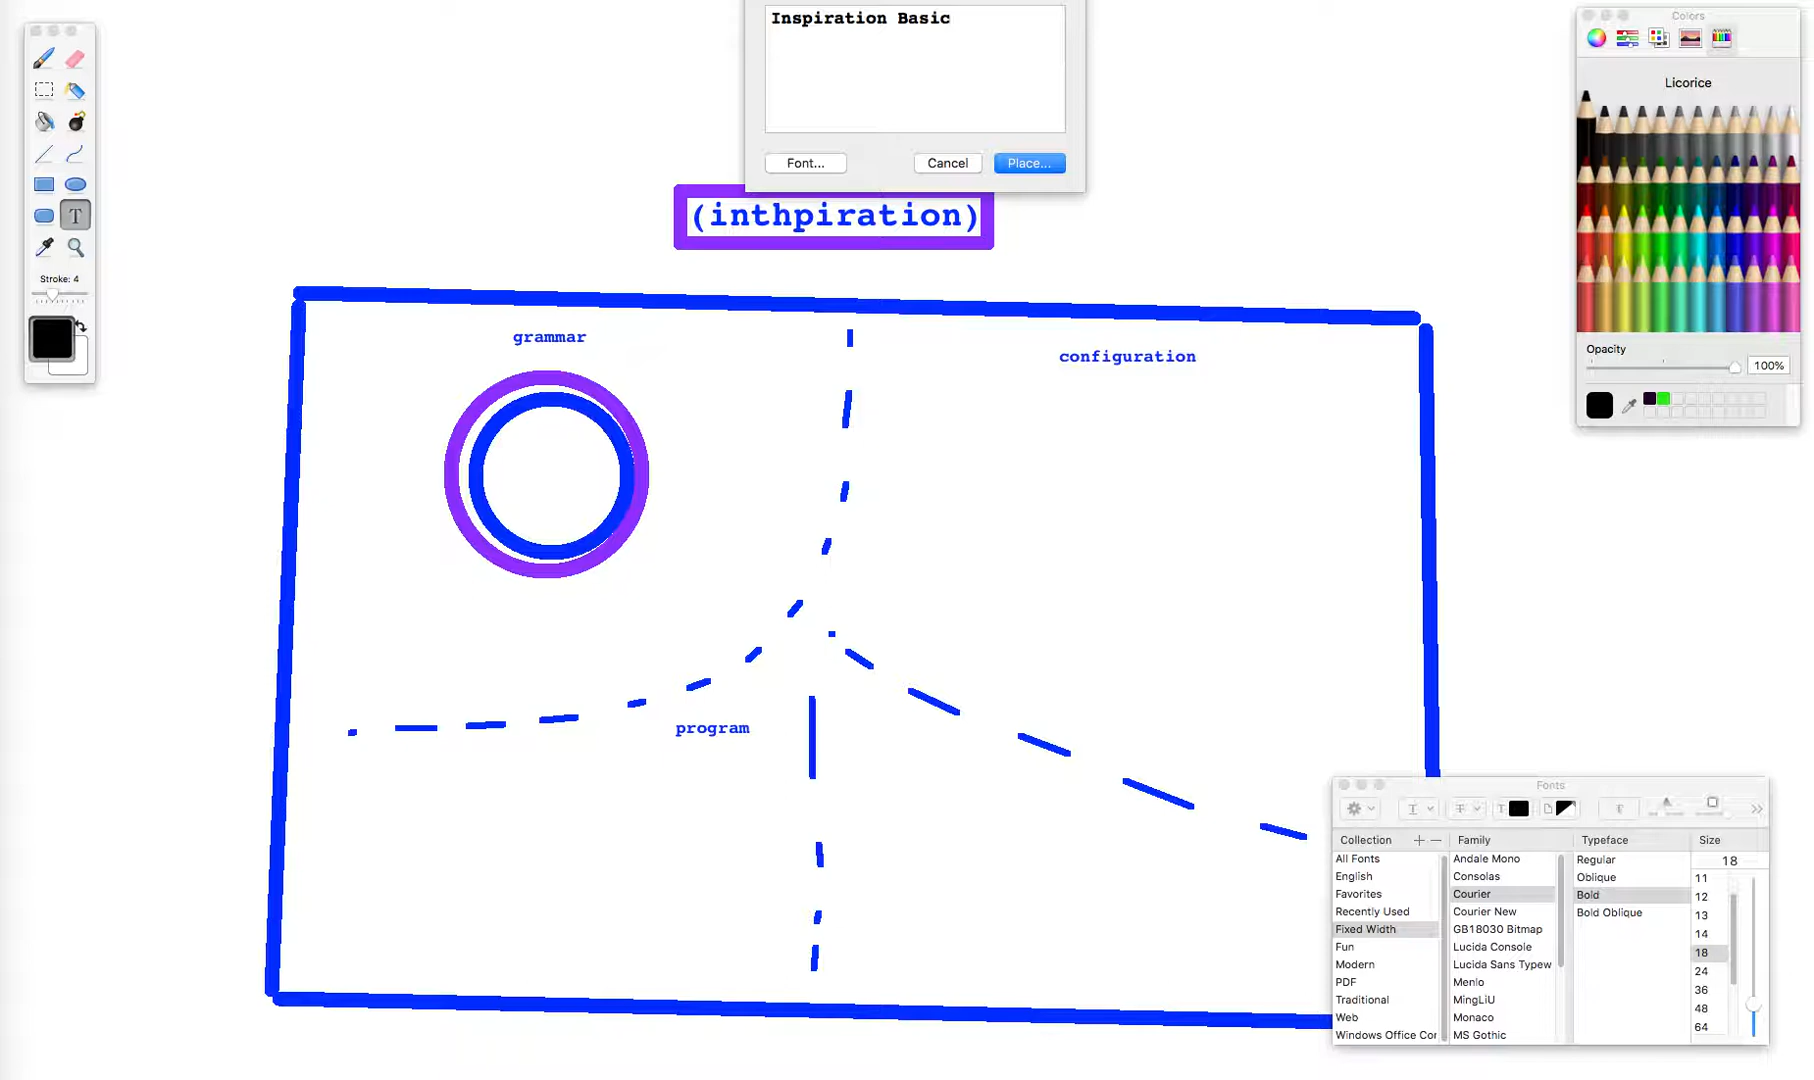 Inspiration Basic
Font...
Cancel
Place...
(inthpiration)
grammar
configuration
program
Stroke: 4
T
Colors
Licorice
Opacity
100%
Fonts
Collection
Family
Typeface
Size
18
All Fonts
English
Favorites
Recently Used
Fixed Width
Fun
Modern
PDF
Traditional
Web
Windows Office Cor
Andale Mono
Consolas
Courier
Courier New
GB18030 Bitmap
Lucida Console
Lucida Sans Typew
Menlo
MingLiU
Monaco
MS Gothic
Regular
Oblique
Bold
Bold Oblique
11
12
13
14
18
24
36
48
64